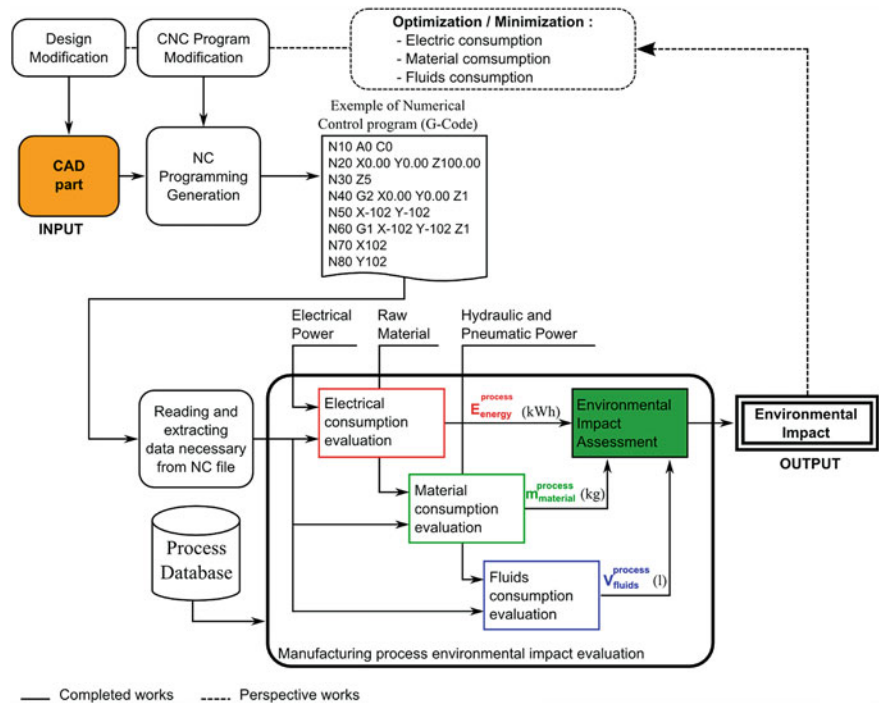 Design
Modification
CNC Program
Modification
Optimization / Minimization :
- Electric consumption
- Material comsumption
- Fluids consumption
Exemple of Numerical
Control program (G-Code)
CAD
part
INPUT
NC
Programming
Generation
N10 A0 C0
N20 X0.00 Y0.00 Z100.00
N30 Z5
N40 G2 X0.00 Y0.00 Z1
N50 X-102 Y-102
N60 G1 X-102 Y-102 Z1
N70 X102
N80 Y102
Electrical
Power
Raw
Material
Hydraulic and
Pneumatic Power
Reading and
extracting
data necessary
from NC file
Electrical
consumption
evaluation
E process energy (kWh)
Environmental
Impact
Assessment
Environmental
Impact
OUTPUT
Material
consumption
evaluation
m process material (kg)
Process
Database
Fluids
consumption
evaluation
V process fluids (l)
Manufacturing process environmental impact evaluation
Completed works
Perspective works